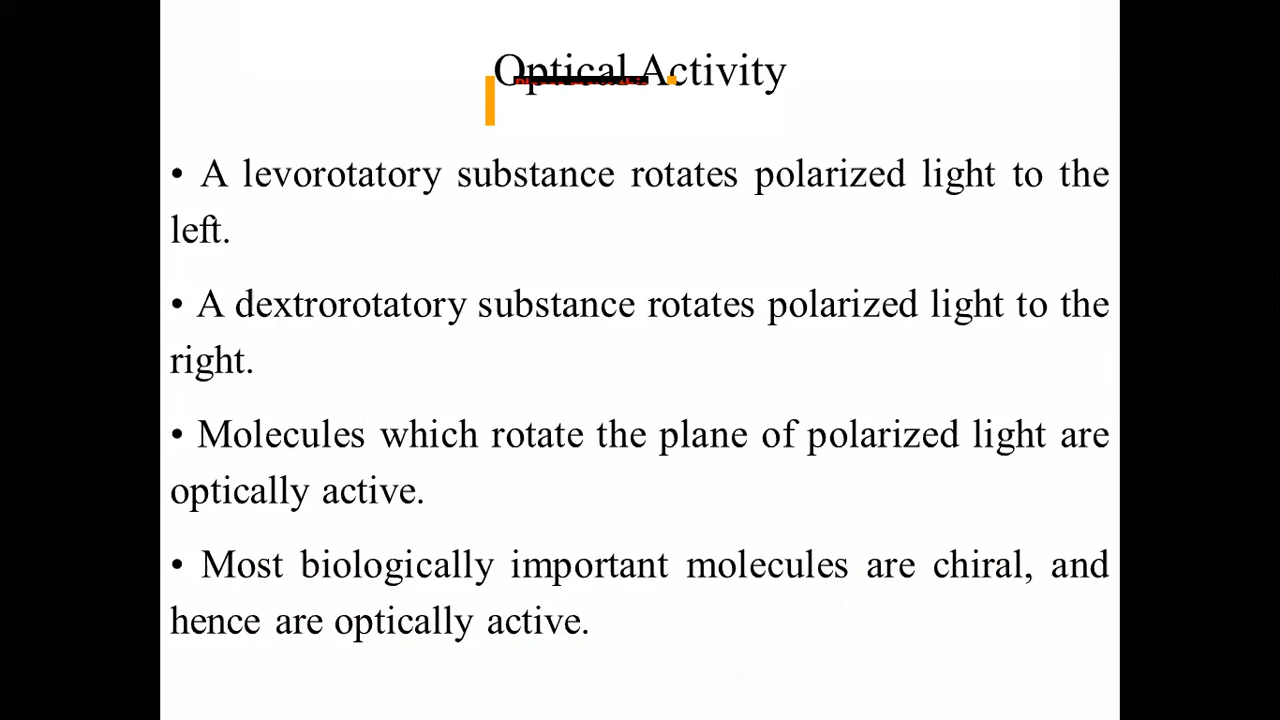 Optical Activity
• A levorotatory substance rotates polarized light to the
left.
• A dextrorotatory substance rotates polarized light to the
right.
• Molecules which rotate the plane of polarized light are
optically active.
• Most biologically important molecules are chiral, and
hence are optically active.